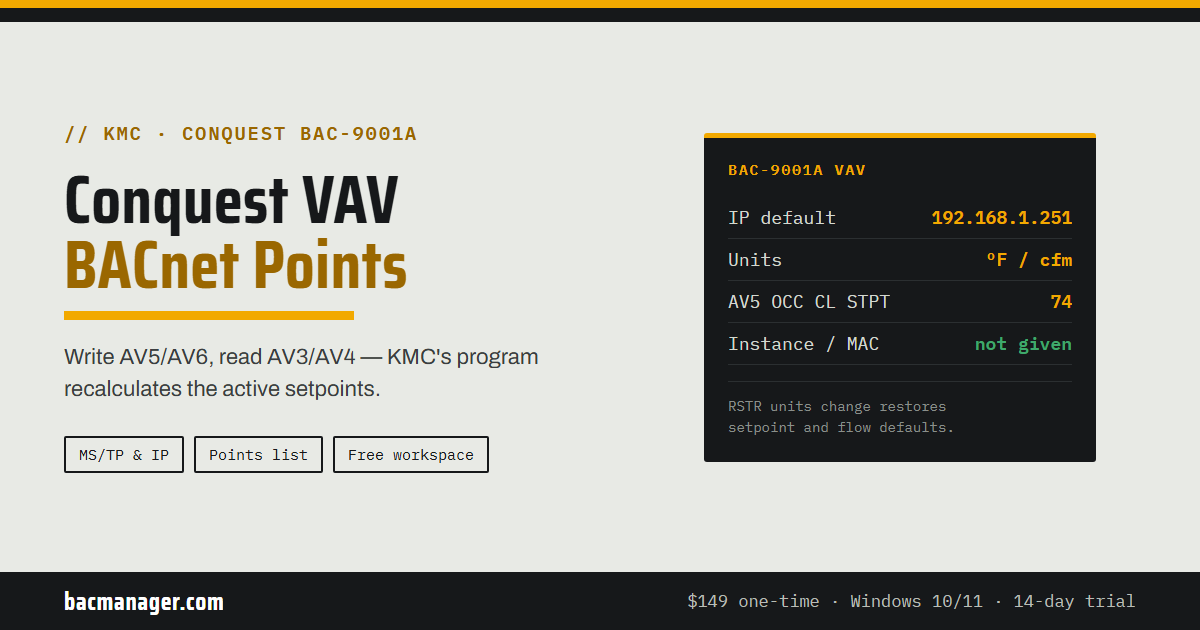 // KMC · CONQUEST BAC-9001A
Conquest VAV
BACnet Points
Write AV5/AV6, read AV3/AV4 — KMC's program
recalculates the active setpoints.
MS/TP & IP
Points list
Free workspace
BAC-9001A VAV
IP default 192.168.1.251
Units °F / cfm
AV5 OCC CL STPT 74
Instance / MAC not given
RSTR units change restores
setpoint and flow defaults.
bacmanager.com
$149 one-time · Windows 10/11 · 14-day trial